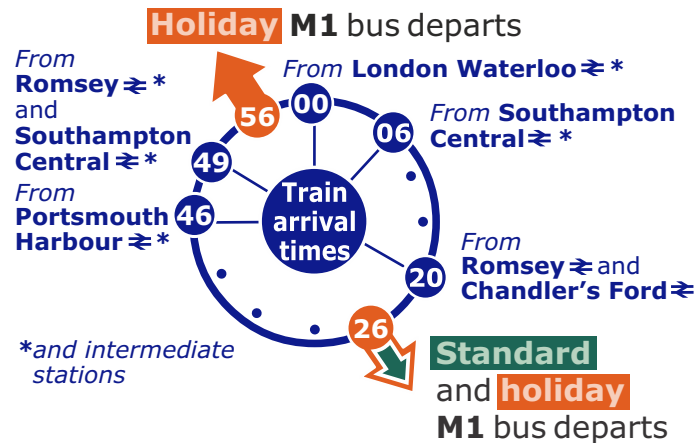 Holiday M1 bus departs
From
Romsey *
and
Southampton
Central *
From London Waterloo *
From Southampton
Central *
56
00
06
49
46
From
Portsmouth
Harbour *
Train
arrival
times
20
From
Romsey and
Chandler's Ford
26
*and intermediate
stations
Standard
and holiday
M1 bus departs